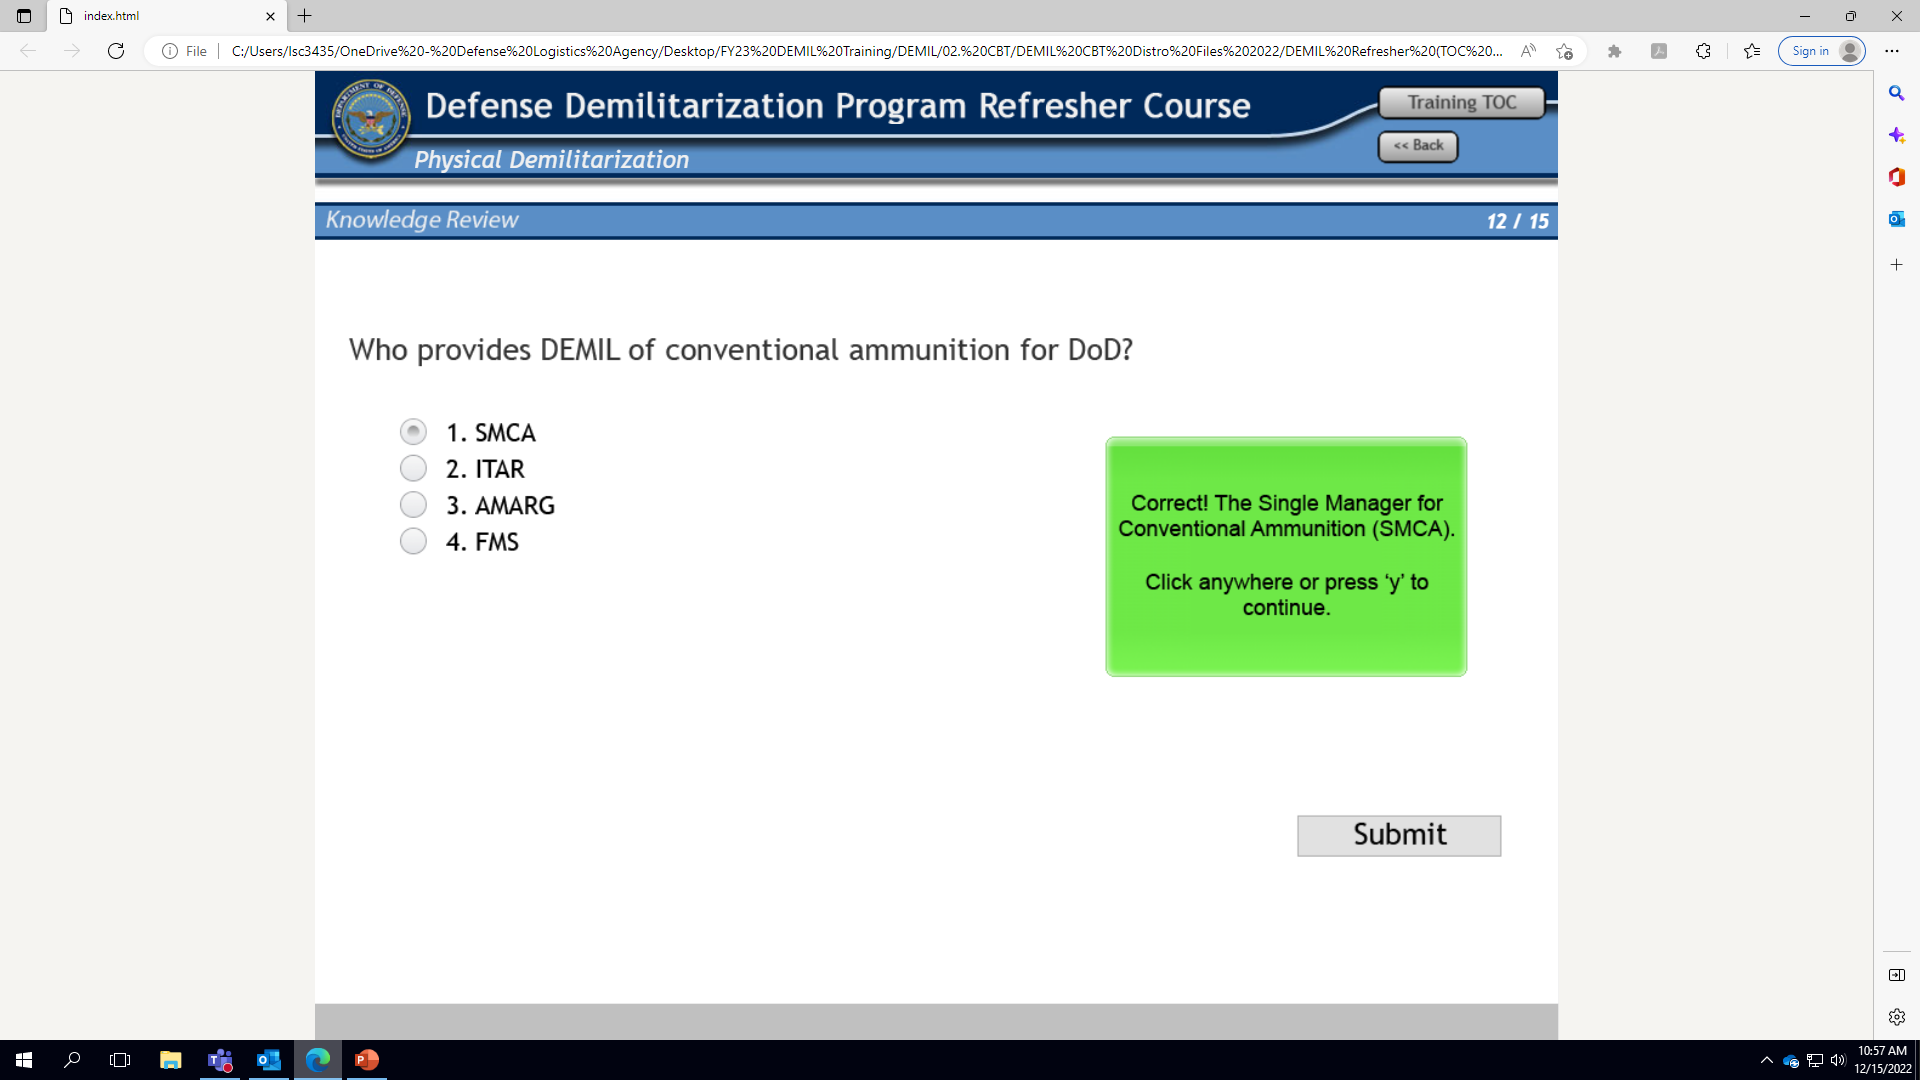 index.html
File
C:/Users/lsc3435/OneDrive%20-%20Defense%20Logistics%20Agency/Desktop/FY23%20DEMIL%20Training/DEMIL/02.%20CBT/DEMIL%20CBT%20Distro%20Files%202022/DEMIL%20Refresher%20(TOC%20...
Sign in
Defense Demilitarization Program Refresher Course
Training TOC
<< Back
Physical Demilitarization
Knowledge Review
12 / 15
Who provides DEMIL of conventional ammunition for DoD?
1. SMCA
2. ITAR
3. AMARG
4. FMS
Correct! The Single Manager for
Conventional Ammunition (SMCA).
Click anywhere or press ‘y’ to
continue.
Submit
10:57 AM
12/15/2022